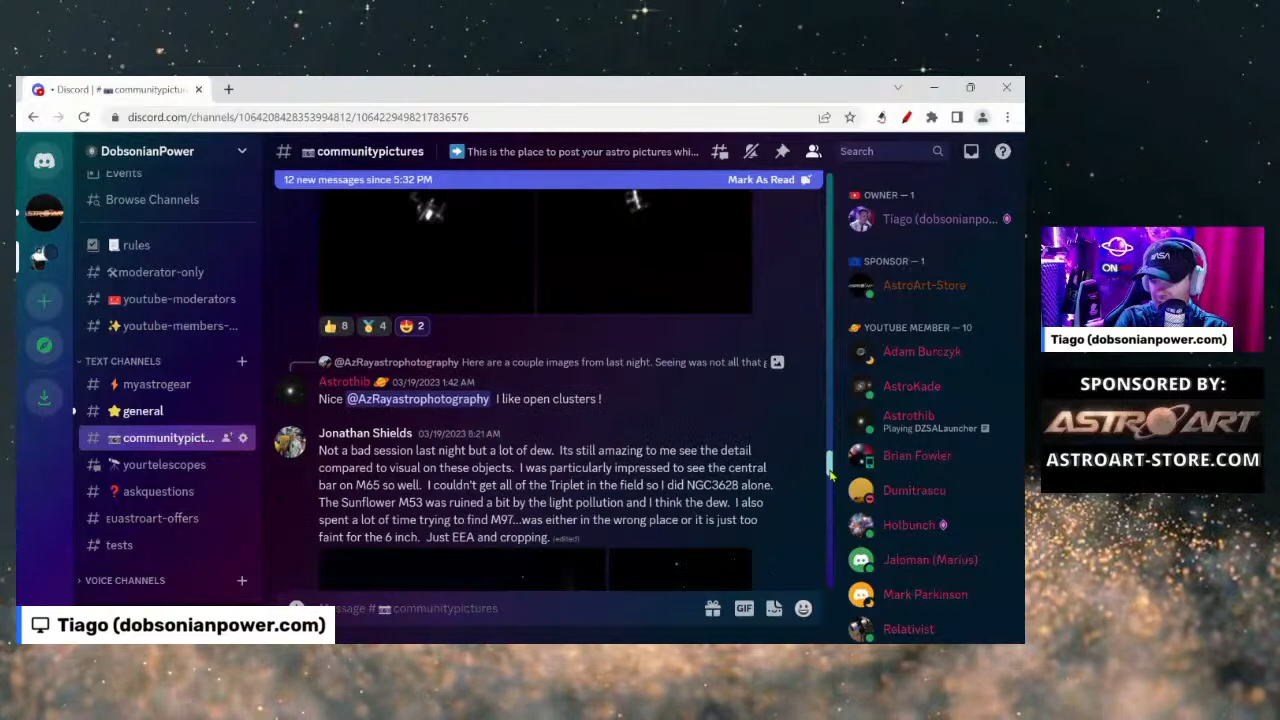 • Discord | # communitypictu
discord.com/channels/1064208428353994812/1064229498217836576
DobsonianPower
Events
Browse Channels
rules
moderator-only
youtube-moderators
youtube-members-...
TEXT CHANNELS
myastrogear
general
communitypict...
yourtelescopes
askquestions
EUastroart-offers
tests
VOICE CHANNELS
communitypictures
This is the place to post your astro pictures whi...
Search
12 new messages since 5:32 PM
Mark As Read
8
4
2
@AzRayastrophotography Here are a couple images from last night. Seeing was not all that g
Astrothib 03/19/2023 1:42 AM
Nice @AzRayastrophotography I like open clusters !
Jonathan Shields 03/19/2023 8:21 AM
Not a bad session last night but a lot of dew. Its still amazing to me see the detail
compared to visual on these objects. I was particularly impressed to see the central
bar on M65 so well. I couldn't get all of the Triplet in the field so I did NGC3628 alone.
The Sunflower M53 was ruined a bit by the light pollution and I think the dew. I also
spent a lot of time trying to find M97...was either in the wrong place or it is just too
faint for the 6 inch. Just EEA and cropping. (edited)
Message # communitypictures
GIF
OWNER — 1
Tiago (dobsonianpo...
SPONSOR — 1
AstroArt-Store
YOUTUBE MEMBER — 10
Adam Burczyk
AstroKade
Astrothib
Playing DZSALauncher
Brian Fowler
Dumitrascu
Holbunch
Jaloman (Marius)
Mark Parkinson
Relativist
Tiago (dobsonianpower.com)
ON
NASA
Tiago (dobsonianpower.com)
SPONSORED BY:
ASTROART
ASTROART-STORE.COM